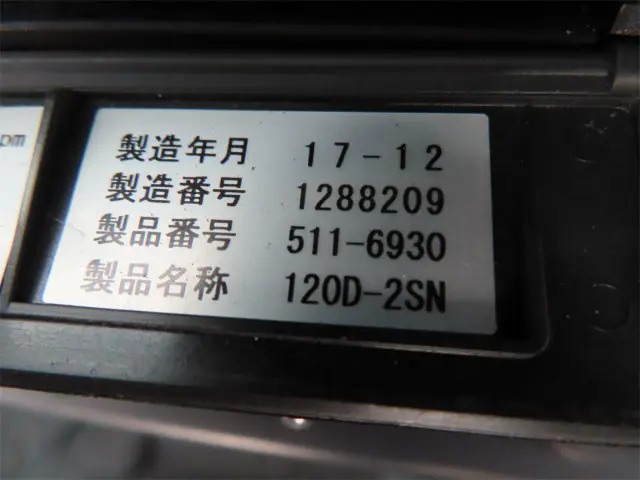 pm
製造年月 17-12
製造番号 1288209
製品番号 511-6930
製品名称 120D-2SN